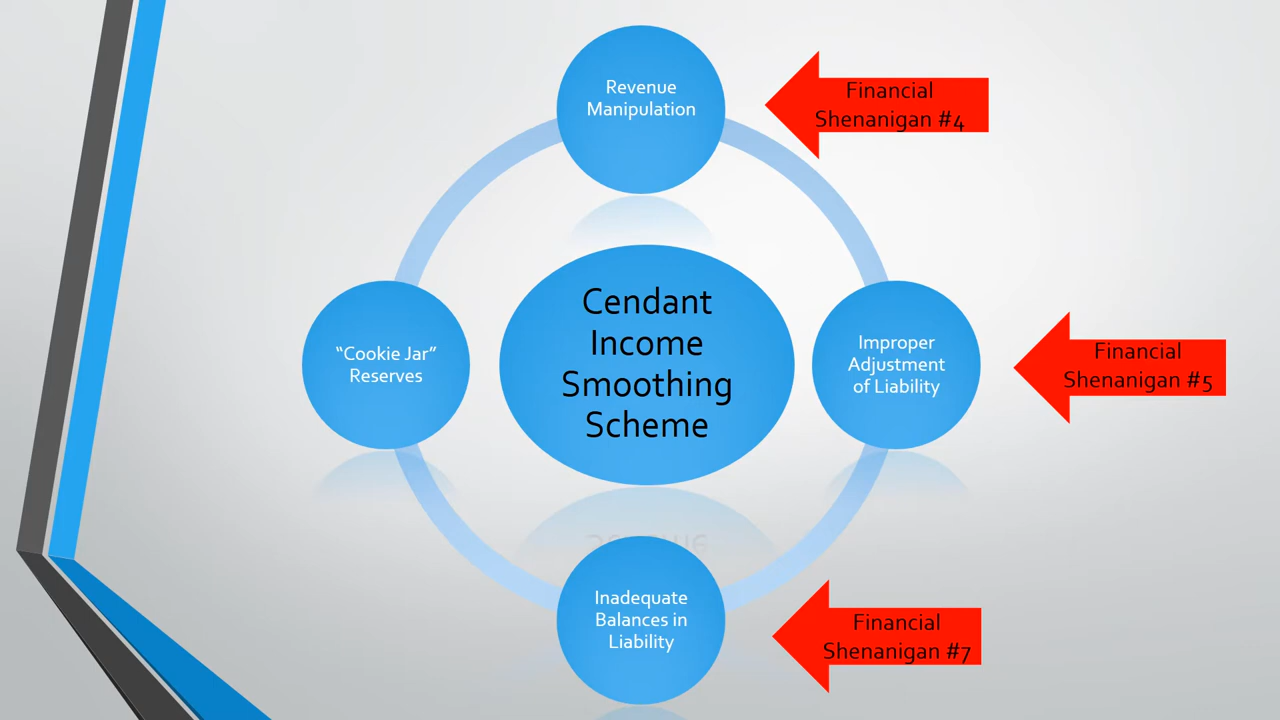 Revenue
Manipulation
Financial
Shenanigan #4
Cendant
Income
Smoothing
Scheme
"Cookie Jar"
Reserves
Improper
Adjustment
of Liability
Financial
Shenanigan #5
Inadequate
Balances in
Liability
Financial
Shenanigan #7